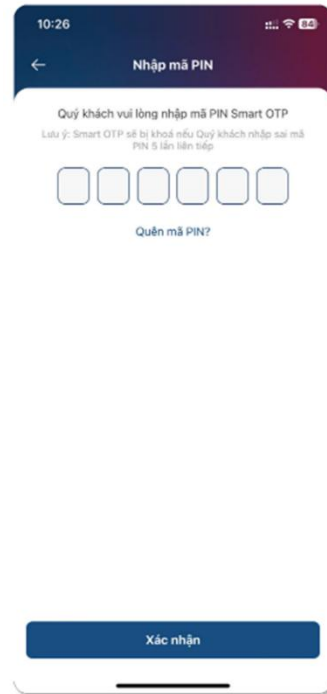 10:26
84
Nhập mã PIN
Quý khách vui lòng nhập mã PIN Smart OTP
Lưu ý: Smart OTP sẽ bị khoá nếu Quý khách nhập sai mã
PIN 5 lần liên tiếp
Quên mã PIN?
Xác nhận